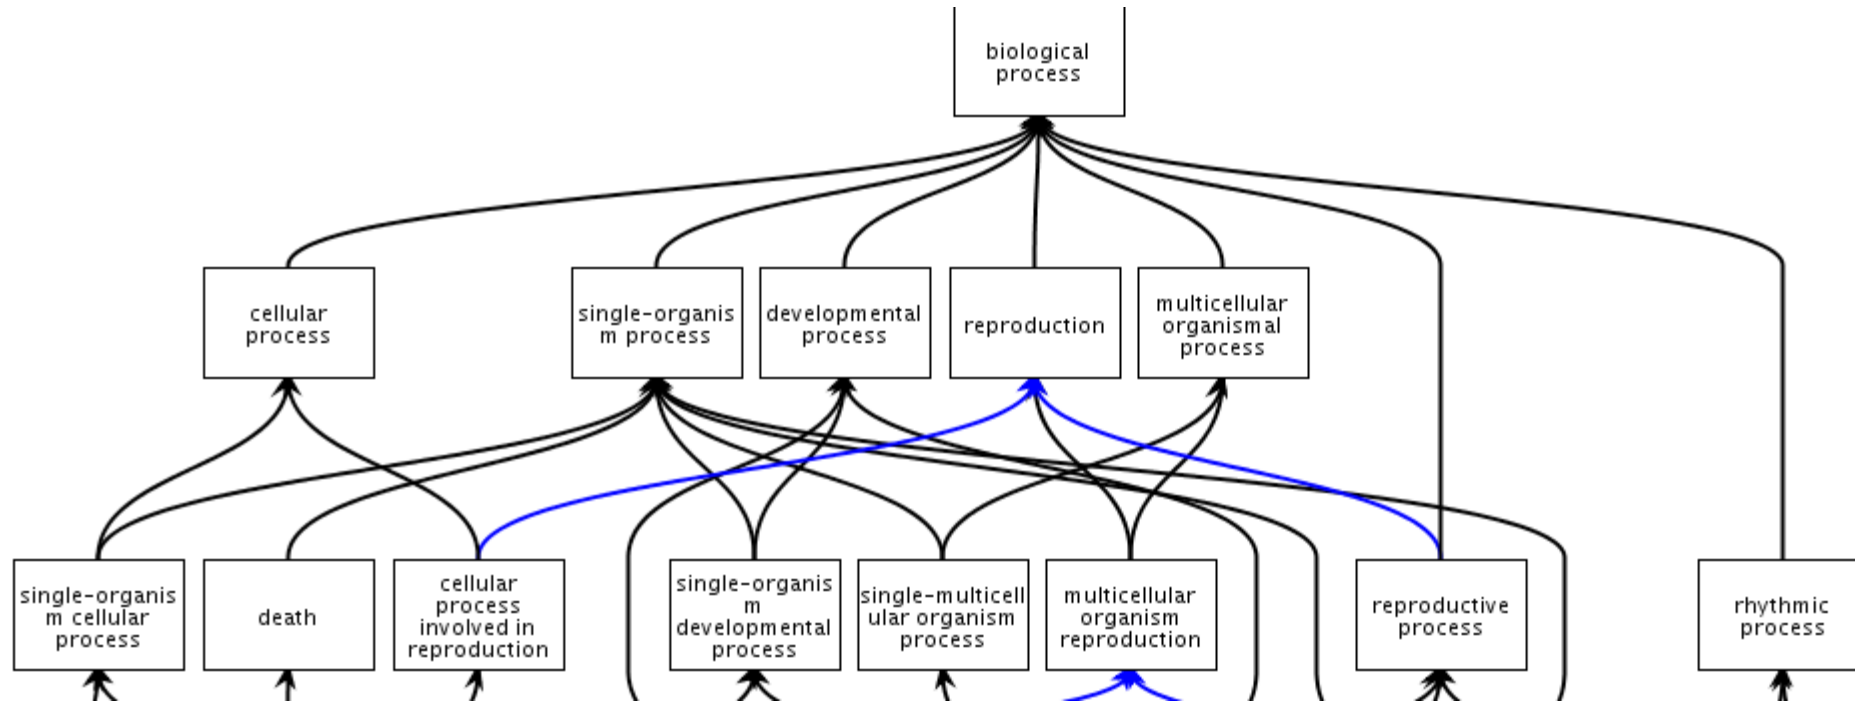 biological
process
cellular
process
single-organis
m process
developmental
process
reproduction
multicellular
organismal
process
single-organis
m cellular
process
death
cellular
process
involved in
reproduction
single-organis
m
developmental
process
single-multicell
ular organism
process
multicellular
organism
reproduction
reproductive
process
rhythmic
process